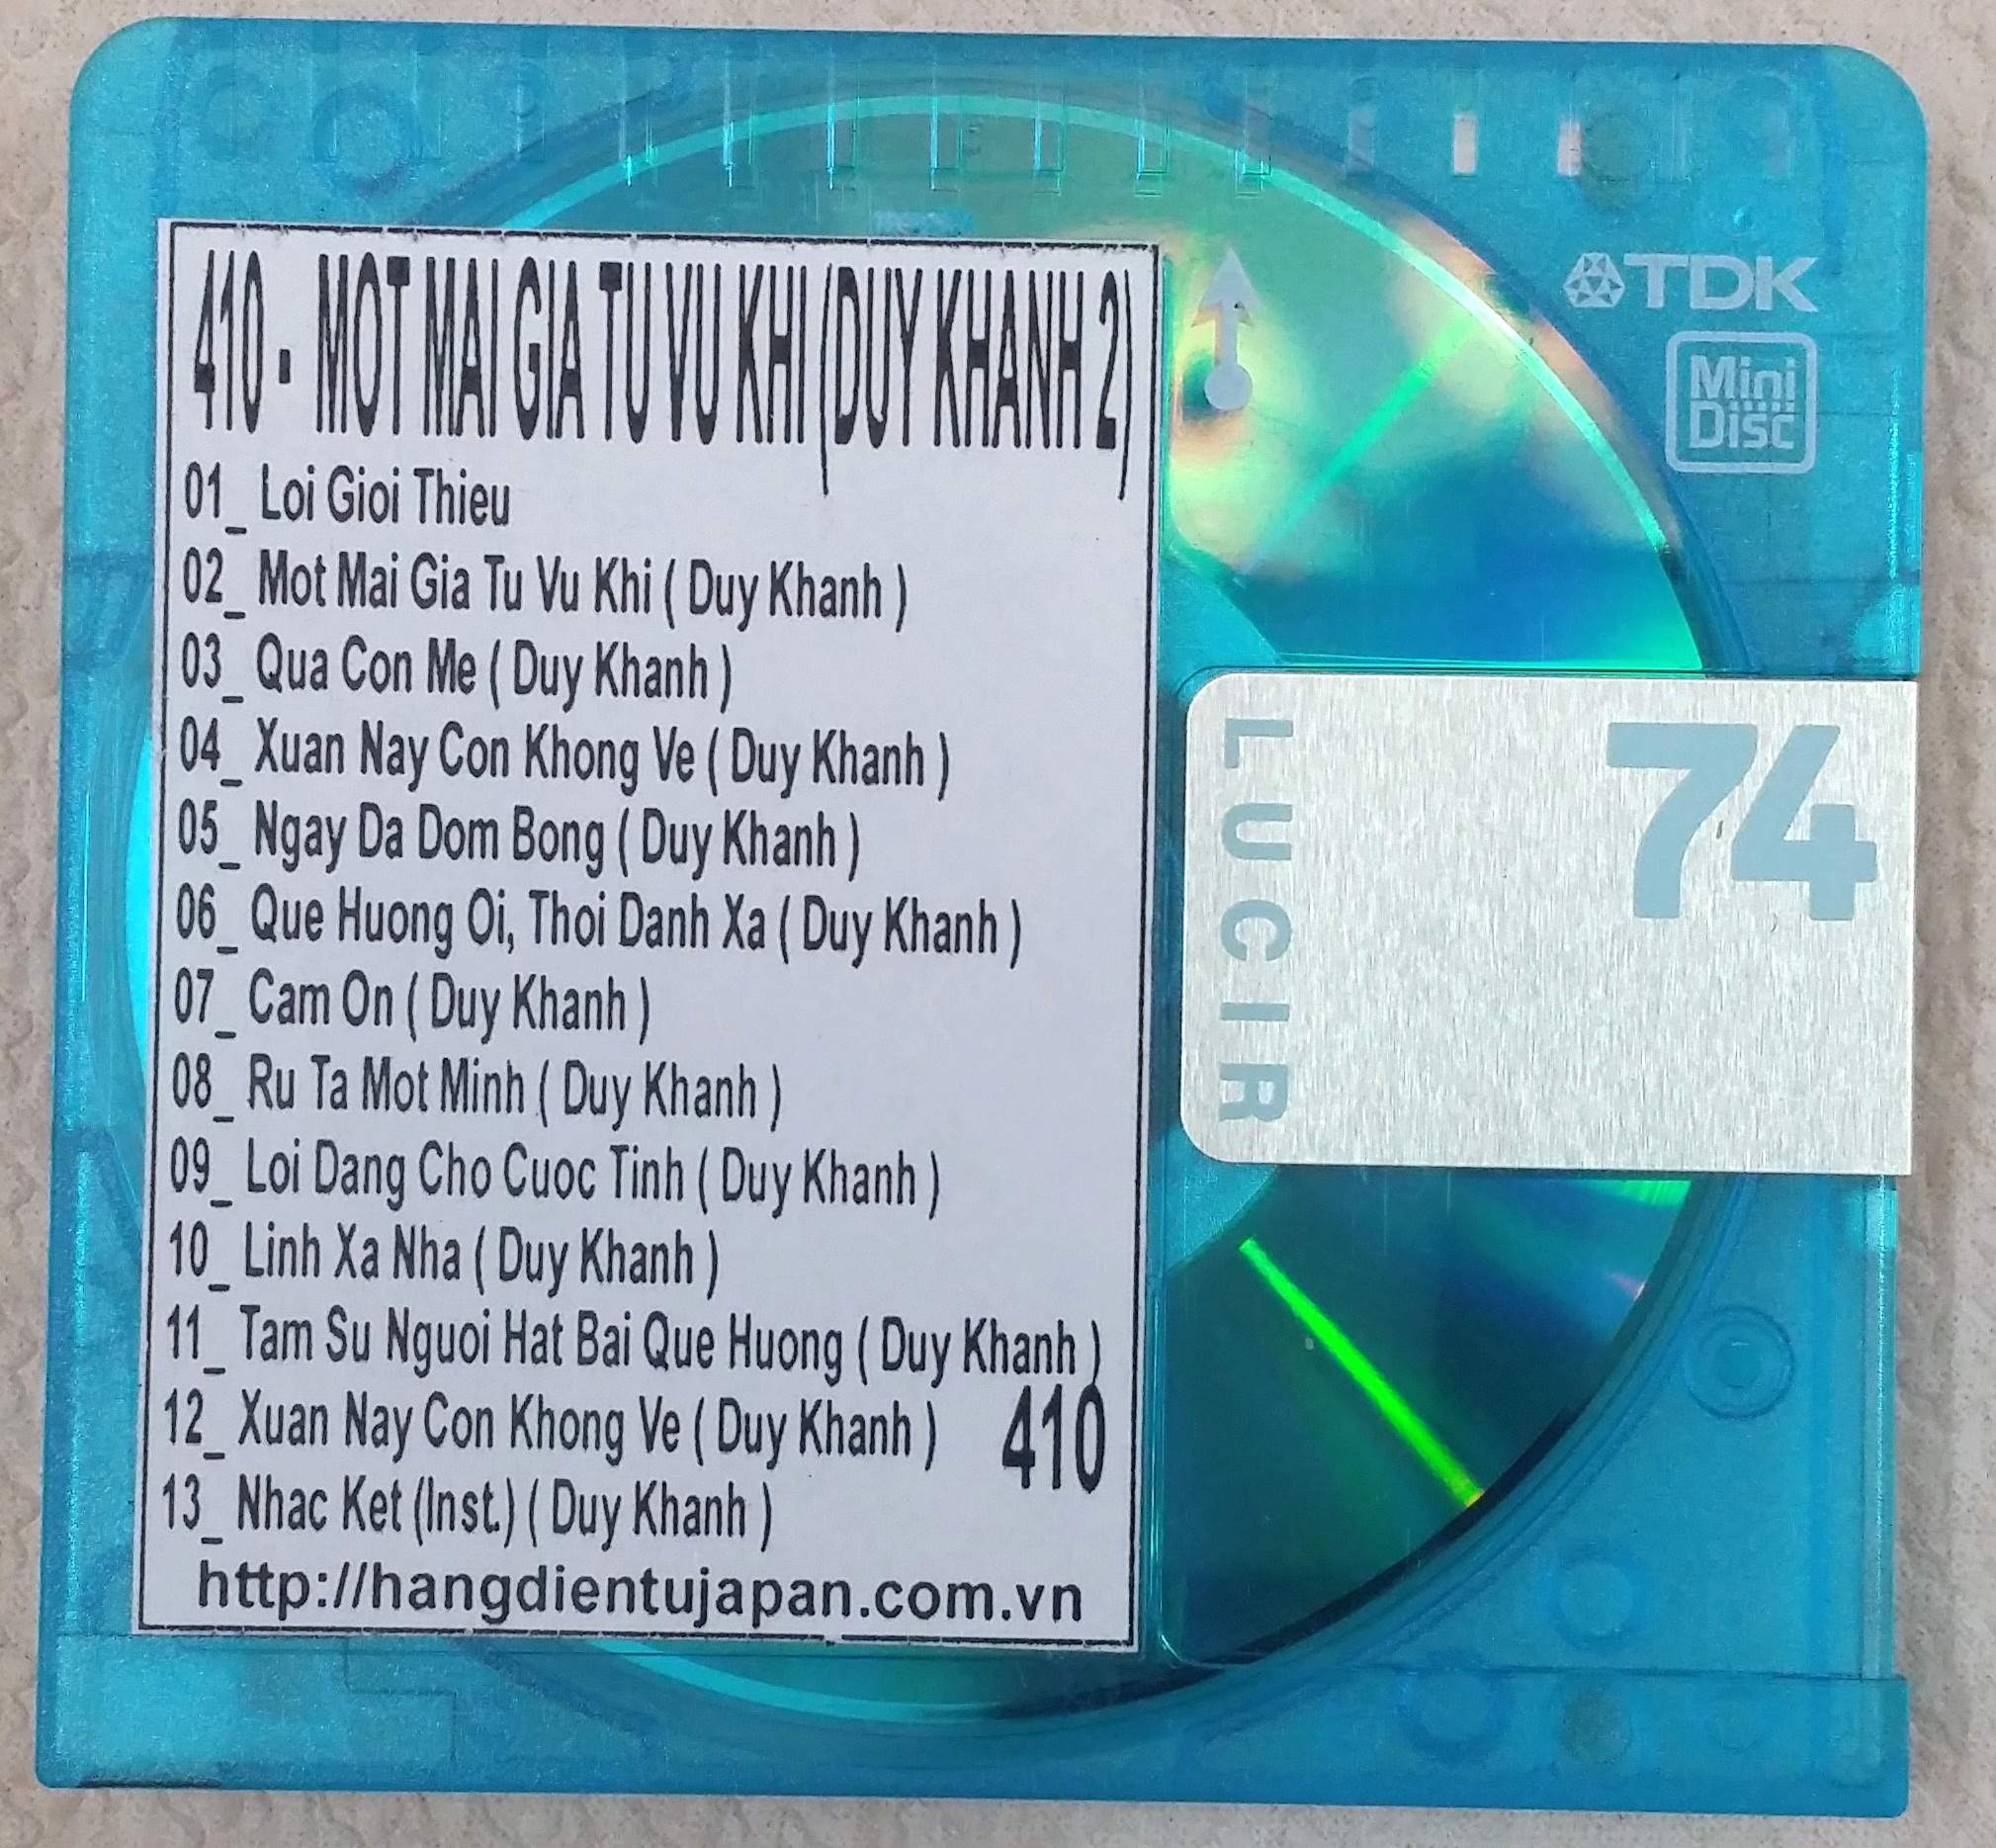 410 - MOT MAI GIA TU VU KHI (DUY KHANH 2)
01_ Loi Gioi Thieu
02_ Mot Mai Gia Tu Vu Khi ( Duy Khanh )
03_ Qua Con Me ( Duy Khanh )
04_ Xuan Nay Con Khong Ve ( Duy Khanh )
05_ Ngay Da Dom Bong ( Duy Khanh )
06_ Que Huong Oi, Thoi Danh Xa ( Duy Khanh )
07_ Cam On ( Duy Khanh )
08_ Ru Ta Mot Minh ( Duy Khanh )
09_ Loi Dang Cho Cuoc Tinh ( Duy Khanh )
10_ Linh Xa Nha ( Duy Khanh )
11_ Tam Su Nguoi Hat Bai Que Huong ( Duy Khanh )
12_ Xuan Nay Con Khong Ve ( Duy Khanh )
410
13_ Nhac Ket (Inst.) ( Duy Khanh )
http://hangdientujapan.com.vn
TDK
Mini
Disc
74
LUCIR